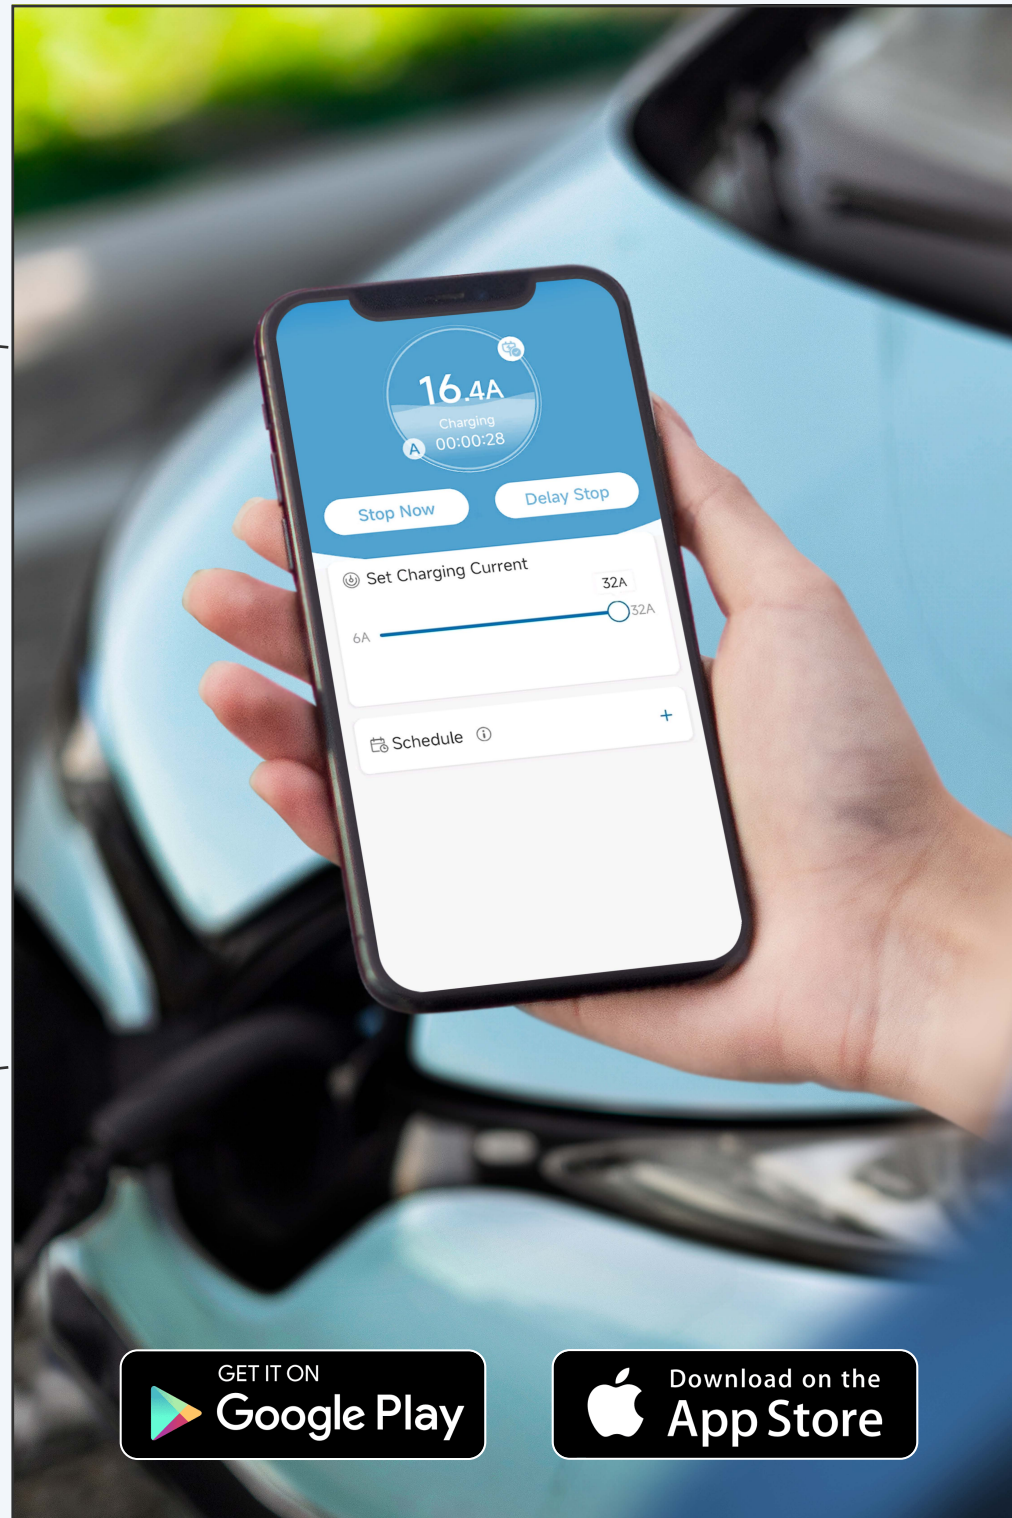 16.4A
Charging
A 00:00:28
Stop Now
Delay Stop
Set Charging Current
32A
6A
32A
Schedule
GET IT ON
Google Play
Download on the
App Store